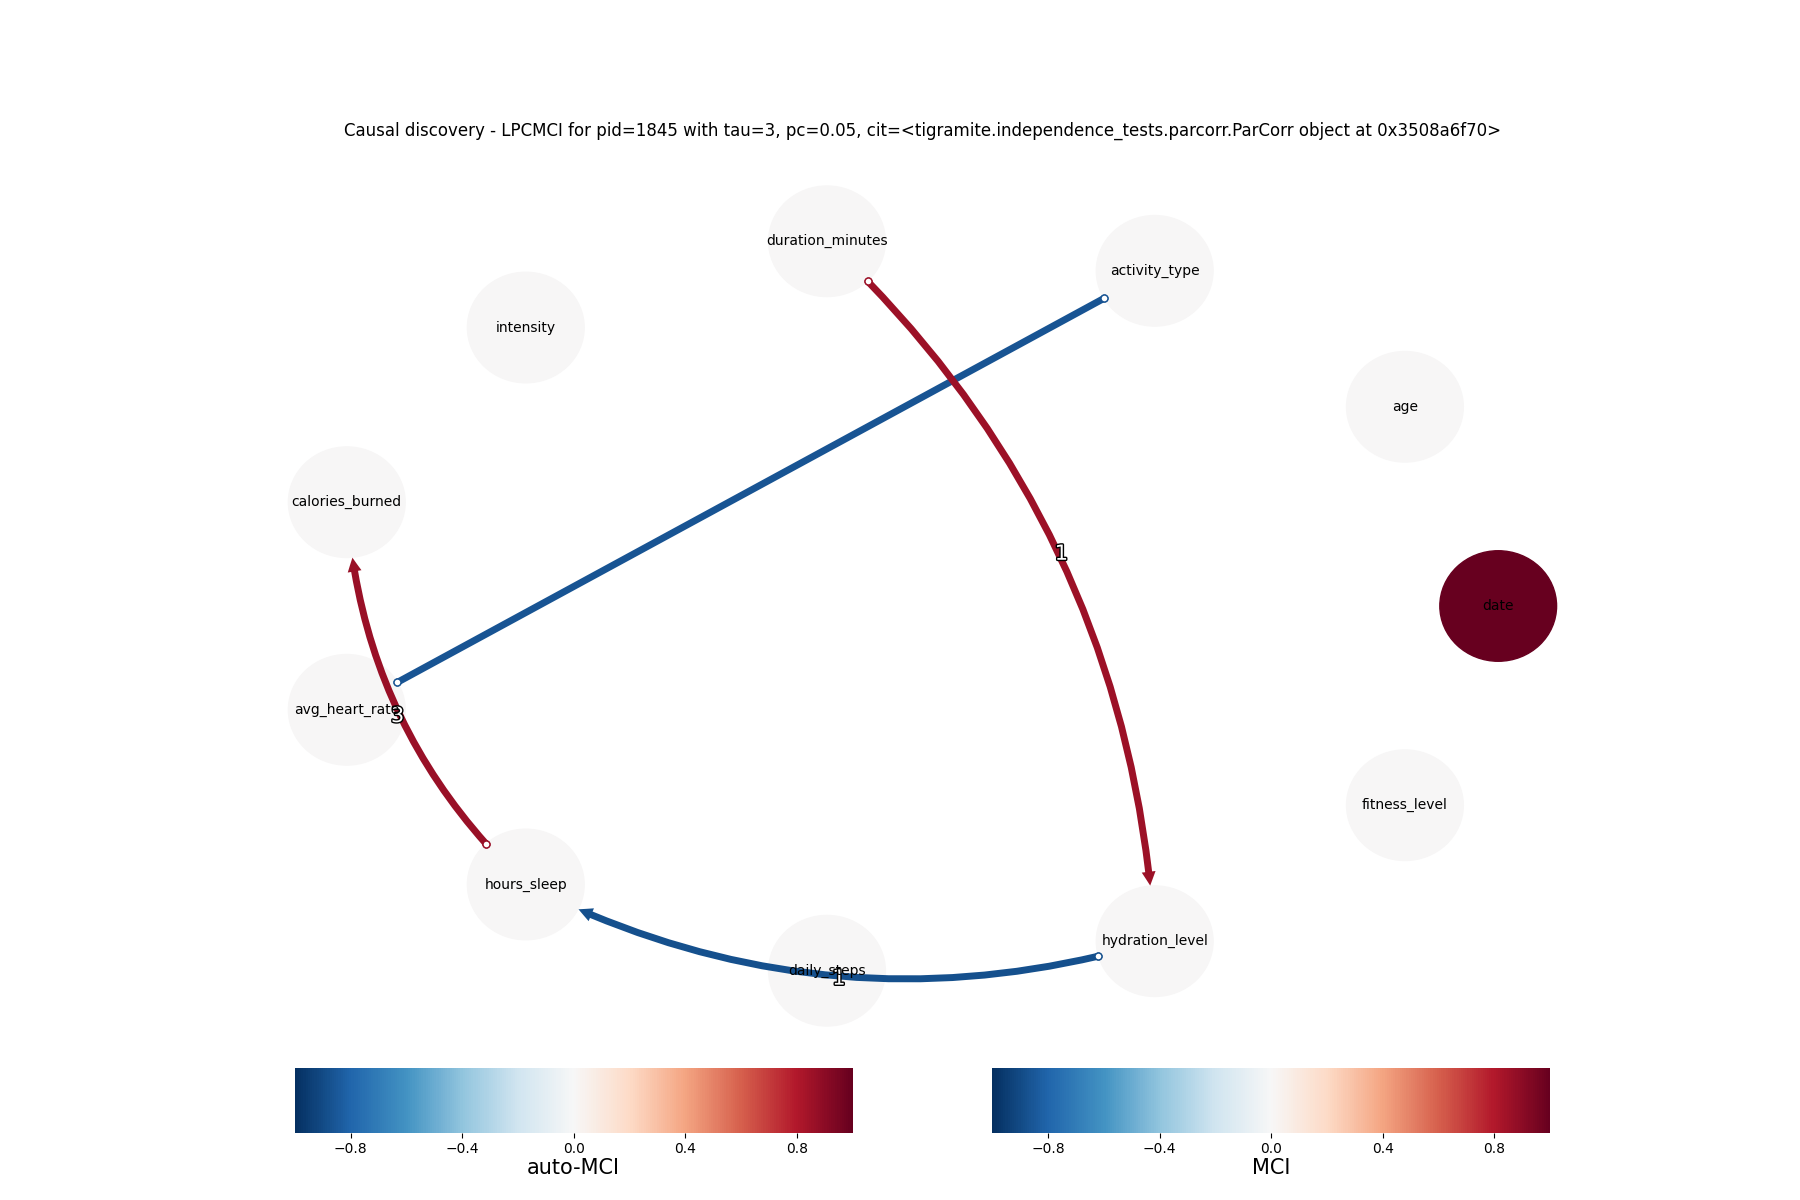 Causal discovery - LPCMCI for pid=1845 with tau=3, pc=0.05, cit=<tigramite.independence_tests.parcorr.ParCorr object at 0x3508a6f70>
duration_minutes
activity_type
intensity
age
calories_burned
1
date
avg_heart_rate
3
fitness_level
hours_sleep
hydration_level
daily_steps
1
−0.8 −0.4 0.0 0.4 0.8
auto-MCI
−0.8 −0.4 0.0 0.4 0.8
MCI